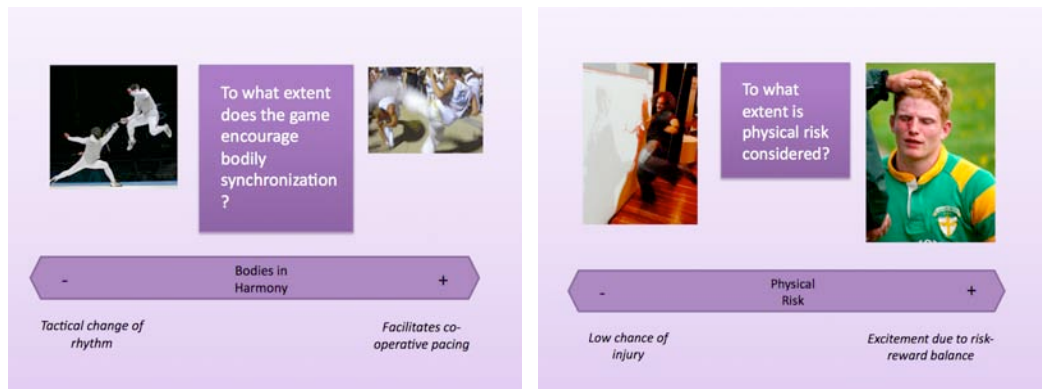 To what extent
does the game
encourage
bodily
synchronization
?
-
Bodies in
Harmony
+
Tactical change of
rhythm
Facilitates co-
operative pacing
To what
extent is
physical risk
considered?
-
Physical
Risk
+
Low chance of
injury
Excitement due to risk-
reward balance